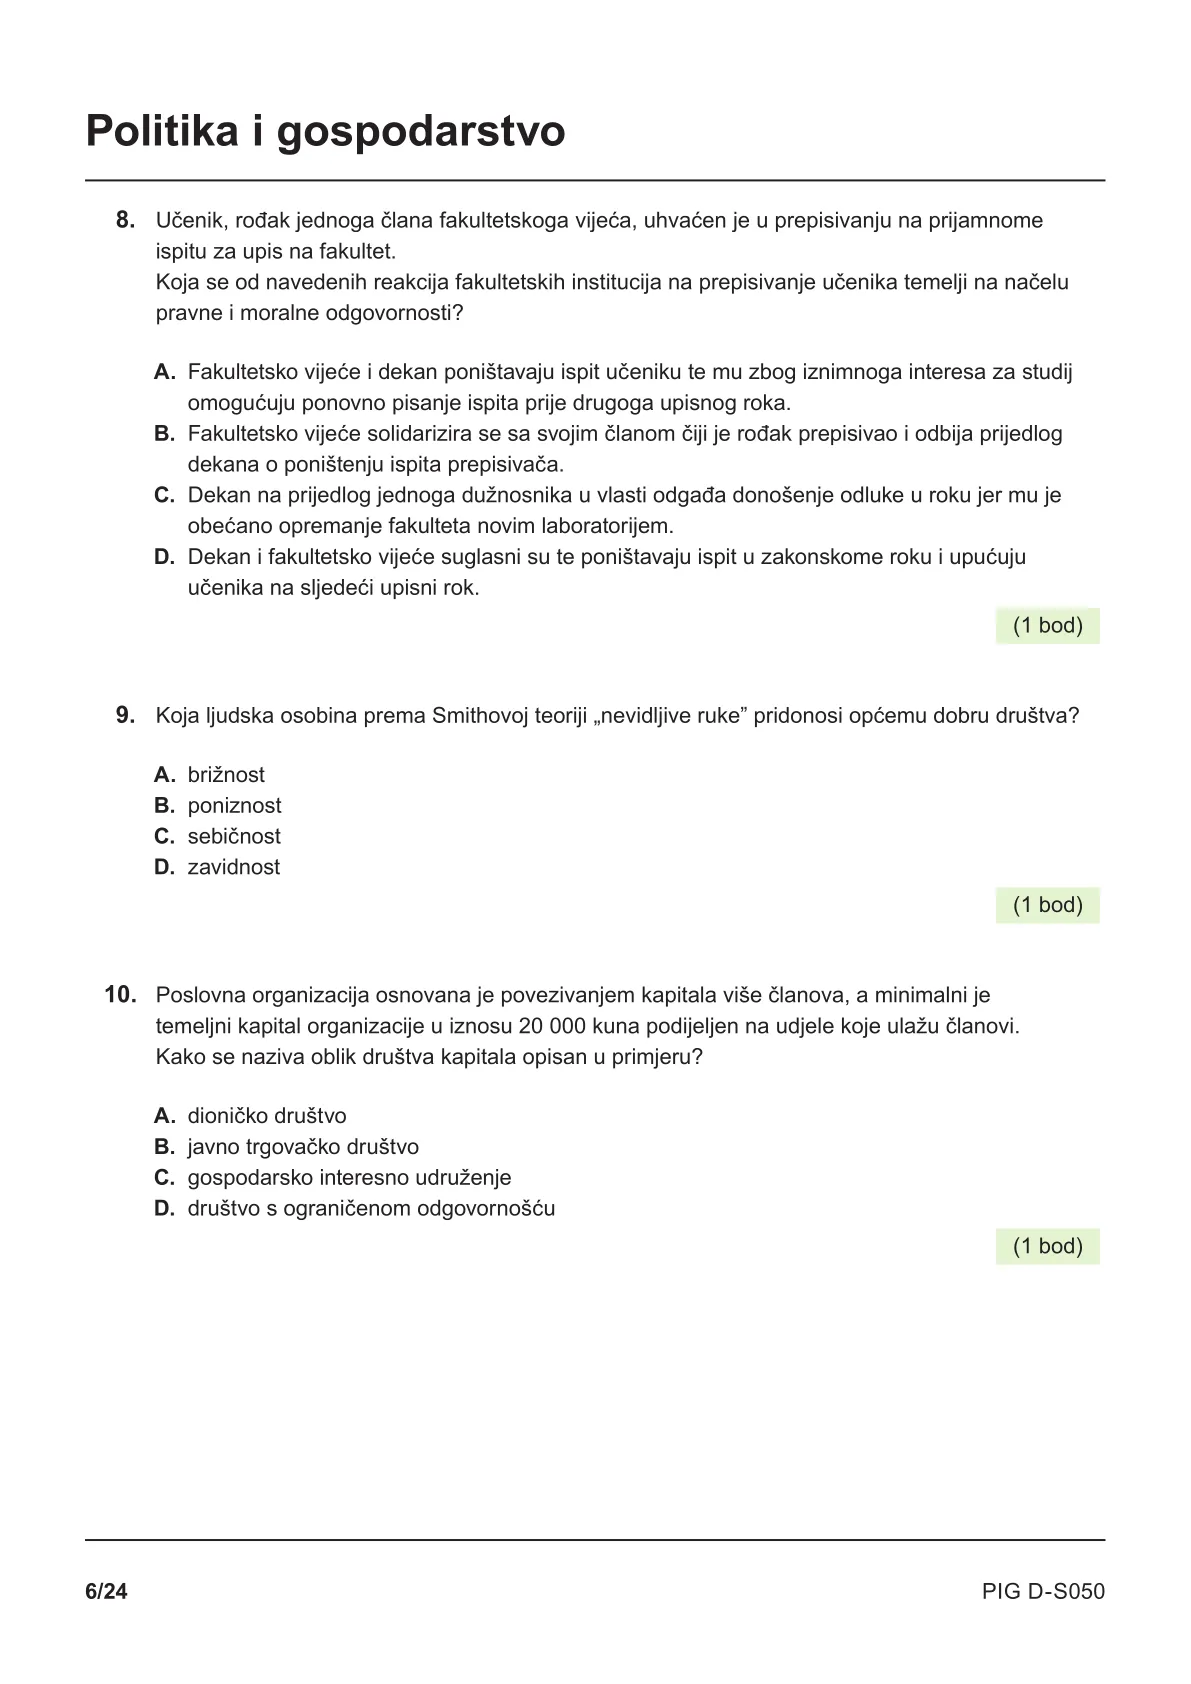 Politika i gospodarstvo
8. Učenik, rođak jednoga člana fakultetskoga vijeća, uhvaćen je u prepisivanju na prijamnome
ispitu za upis na fakultet.
Koja se od navedenih reakcija fakultetskih institucija na prepisivanje učenika temelji na načelu
pravne i moralne odgovornosti?
A. Fakultetsko vijeće i dekan poništavaju ispit učeniku te mu zbog iznimnoga interesa za studij
omogućuju ponovno pisanje ispita prije drugoga upisnog roka.
B. Fakultetsko vijeće solidarizira se sa svojim članom čiji je rođak prepisivao i odbija prijedlog
dekana o poništenju ispita prepisivača.
C. Dekan na prijedlog jednoga dužnosnika u vlasti odgađa donošenje odluke u roku jer mu je
obećano opremanje fakulteta novim laboratorijem.
D. Dekan i fakultetsko vijeće suglasni su te poništavaju ispit u zakonskome roku i upućuju
učenika na sljedeći upisni rok.
(1 bod)
9. Koja ljudska osobina prema Smithovoj teoriji „nevidljive ruke” pridonosi općemu dobru društva?
A. brižnost
B. poniznost
C. sebičnost
D. zavidnost
(1 bod)
10. Poslovna organizacija osnovana je povezivanjem kapitala više članova, a minimalni je
temeljni kapital organizacije u iznosu 20 000 kuna podijeljen na udjele koje ulažu članovi.
Kako se naziva oblik društva kapitala opisan u primjeru?
A. dioničko društvo
B. javno trgovačko društvo
C. gospodarsko interesno udruženje
D. društvo s ograničenom odgovornošću
(1 bod)
6/24 PIG D-S050